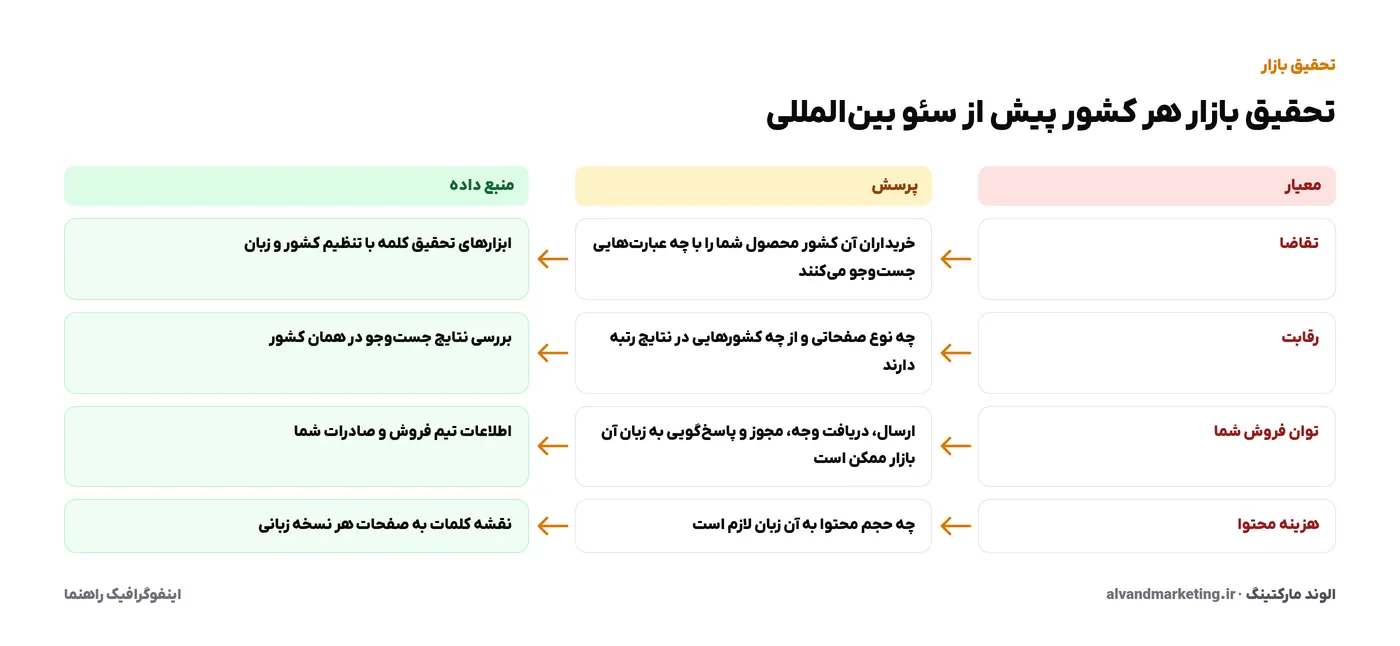 تحقیق بازار
تحقیق بازار هر کشور پیش از سئو بین‌المللی
معیار
پرسش
منبع داده
تقاضا
خریداران آن کشور محصول شما را با چه عبارت‌هایی
جست‌وجو می‌کنند
ابزارهای تحقیق کلمه با تنظیم کشور و زبان
رقابت
چه نوع صفحاتی و از چه کشورهایی در نتایج رتبه
دارند
بررسی نتایج جست‌وجو در همان کشور
توان فروش شما
ارسال، دریافت وجه، مجوز و پاسخ‌گویی به زبان آن
بازار ممکن است
اطلاعات تیم فروش و صادرات شما
هزینه محتوا
چه حجم محتوا به آن زبان لازم است
نقشه کلمات به صفحات هر نسخه زبانی
الوند مارکتینگ · alvandmarketing.ir
اینفوگرافیک راهنما